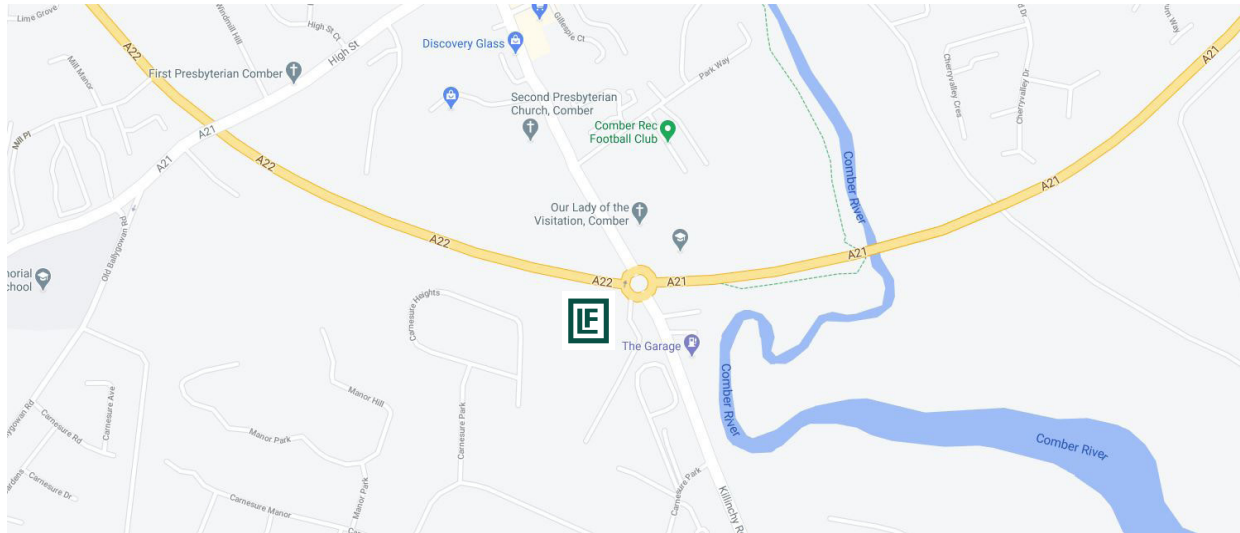 Lime Grove
Windmill Hill
High St Ct
High St
A22
Discovery Glass
Gillespie Ct
First Presbyterian Comber
Mill Manor
Park Way
Second Presbyterian
Church, Comber
Comber Rec
Football Club
Cherryvalley Cres
Cherryvalley Dr
A21
Mill Pl
A21
A21
A22
Comber River
A21
Our Lady of the
Visitation, Comber
Old Ballygowan Rd
A22
A21
A22
A21
School
Carnesure Heights
LF
The Garage
Comber River
Manor Hill
Carnesure Ave
Carnesure Park
Manor Park
Carnesure Rd
Comber River
Carnesure Dr
Manor Park
Carnesure Park
Killinchy
Carnesure Manor